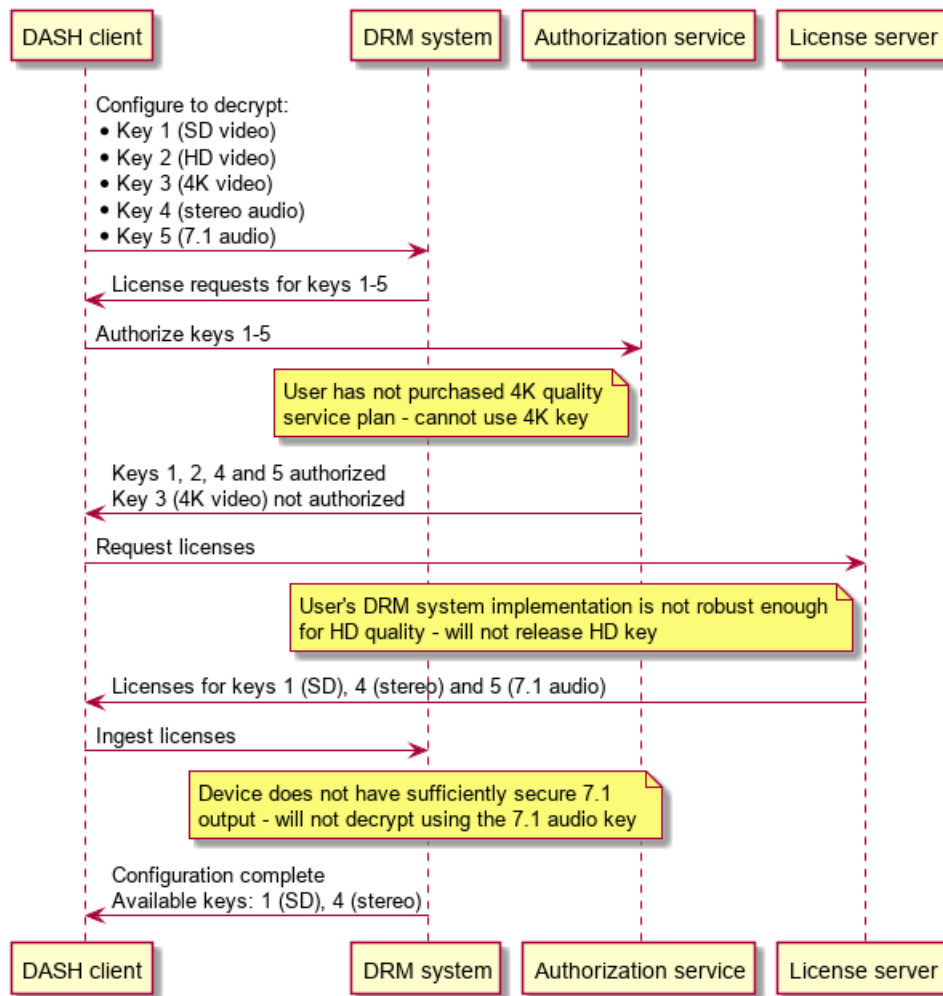 DASH client
DRM system
Authorization service
License server
Configure to decrypt:
• Key 1 (SD video)
• Key 2 (HD video)
• Key 3 (4K video)
• Key 4 (stereo audio)
• Key 5 (7.1 audio)
License requests for keys 1-5
Authorize keys 1-5
User has not purchased 4K quality
service plan - cannot use 4K key
Keys 1, 2, 4 and 5 authorized
Key 3 (4K video) not authorized
Request licenses
User's DRM system implementation is not robust enough
for HD quality - will not release HD key
Licenses for keys 1 (SD), 4 (stereo) and 5 (7.1 audio)
Ingest licenses
Device does not have sufficiently secure 7.1
output - will not decrypt using the 7.1 audio key
Configuration complete
Available keys: 1 (SD), 4 (stereo)
DASH client
DRM system
Authorization service
License server